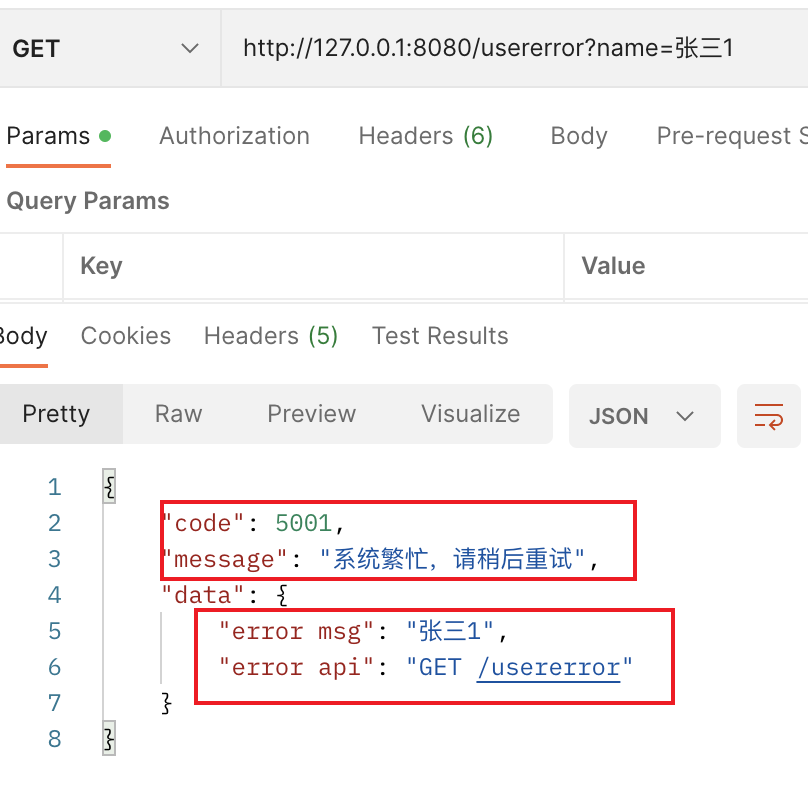 GET
http://127.0.0.1:8080/usererror?name=张三1
Params
Authorization
Headers (6)
Body
Pre-request S
Query Params
Key
Value
Body
Cookies
Headers (5)
Test Results
Pretty
Raw
Preview
Visualize
JSON
1 {
2 "code": 5001,
3 "message": "系统繁忙，请稍后重试",
4 "data": {
5 "error msg": "张三1",
6 "error api": "GET /usererror"
7 }
8 }